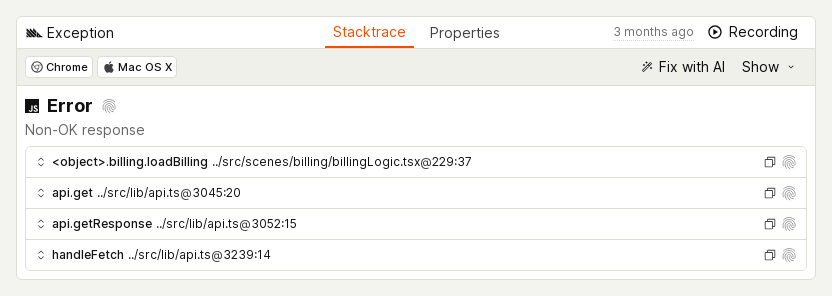 Exception Stacktrace Properties 3 months ago Recording
Chrome Mac OS X Fix with AI Show
JS Error
Non-OK response
<object>.billing.loadBilling ../src/scenes/billing/billingLogic.tsx@229:37
api.get ../src/lib/api.ts@3045:20
api.getResponse ../src/lib/api.ts@3052:15
handleFetch ../src/lib/api.ts@3239:14